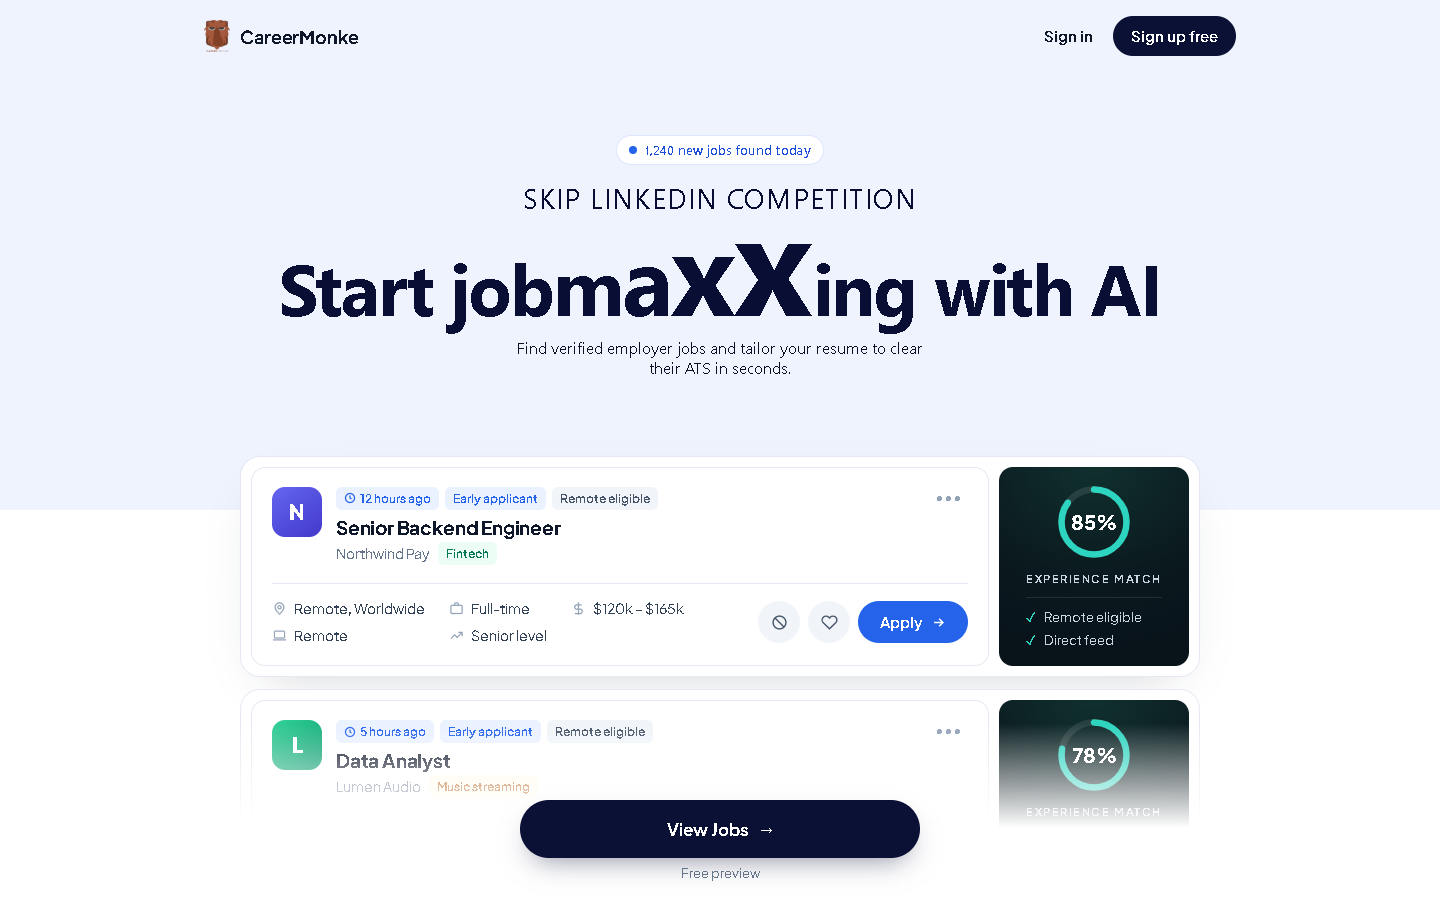 CareerMonke
Sign in
Sign up free
1,240 new jobs found today
SKIP LINKEDIN COMPETITION
Start jobmaxXing with AI
Find verified employer jobs and tailor your resume to clear
their ATS in seconds.
N
12 hours ago
Early applicant
Remote eligible
Senior Backend Engineer
Northwind Pay
Fintech
Remote, Worldwide
Full-time
$120k – $165k
Remote
Senior level
Apply →
85%
EXPERIENCE MATCH
✓ Remote eligible
✓ Direct feed
L
5 hours ago
Early applicant
Remote eligible
Data Analyst
Lumen Audio
Music streaming
78%
EXPERIENCE MATCH
View Jobs →
Free preview